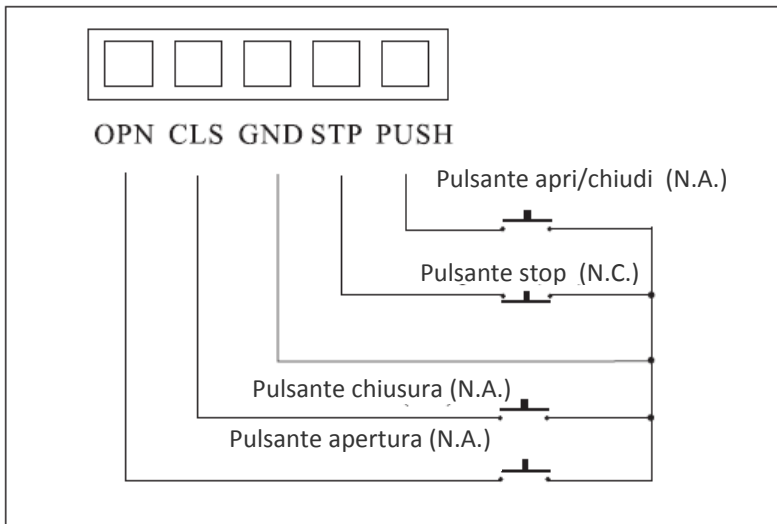 OPN CLS GND STP PUSH
Pulsante apri/chiudi (N.A.)
Pulsante stop (N.C.)
Pulsante chiusura (N.A.)
Pulsante apertura (N.A.)